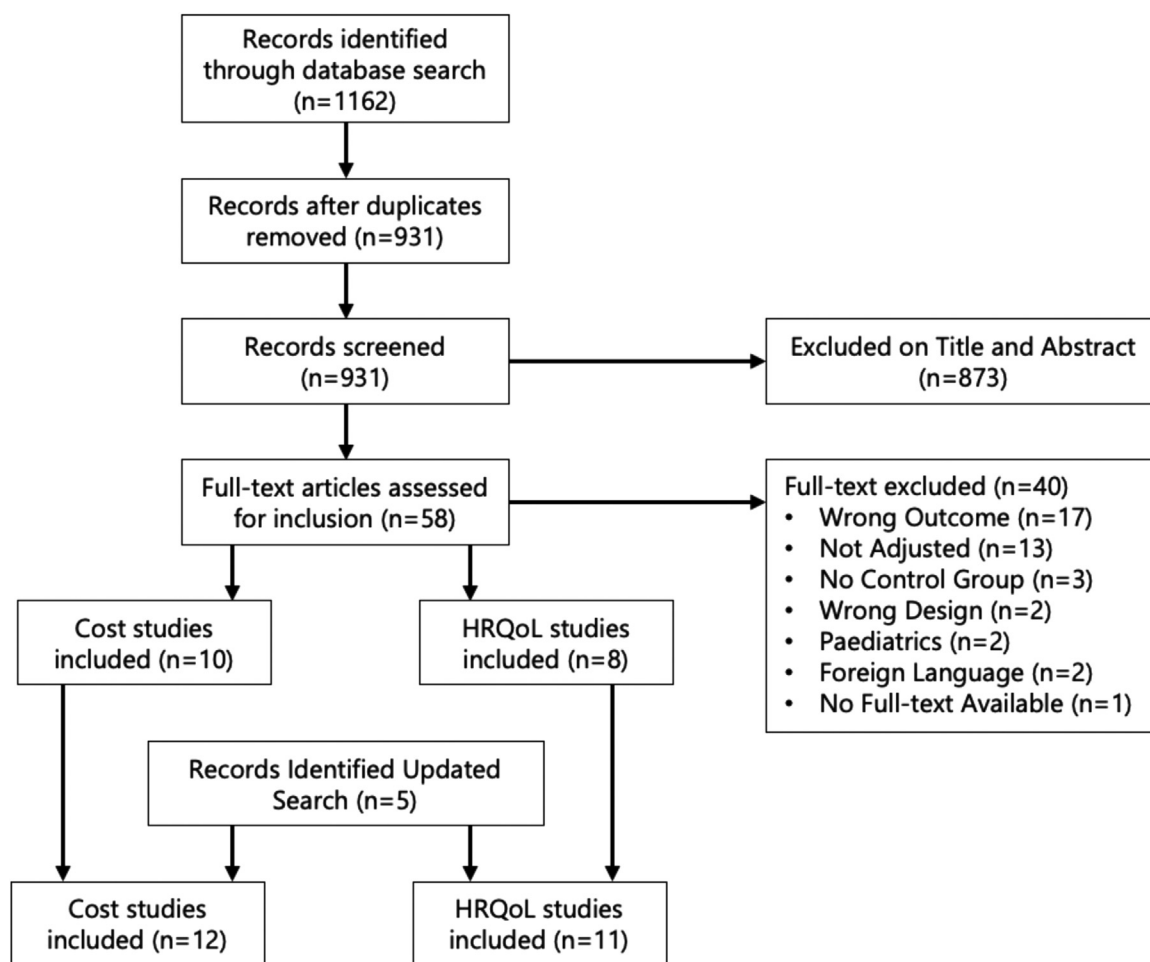 Records identified
through database search
(n=1162)
Records after duplicates
removed (n=931)
Records screened
(n=931)
Excluded on Title and Abstract
(n=873)
Full-text articles assessed
for inclusion (n=58)
Full-text excluded (n=40)
• Wrong Outcome (n=17)
• Not Adjusted (n=13)
• No Control Group (n=3)
• Wrong Design (n=2)
• Paediatrics (n=2)
• Foreign Language (n=2)
• No Full-text Available (n=1)
Cost studies
included (n=10)
HRQoL studies
included (n=8)
Records Identified Updated
Search (n=5)
Cost studies
included (n=12)
HRQoL studies
included (n=11)